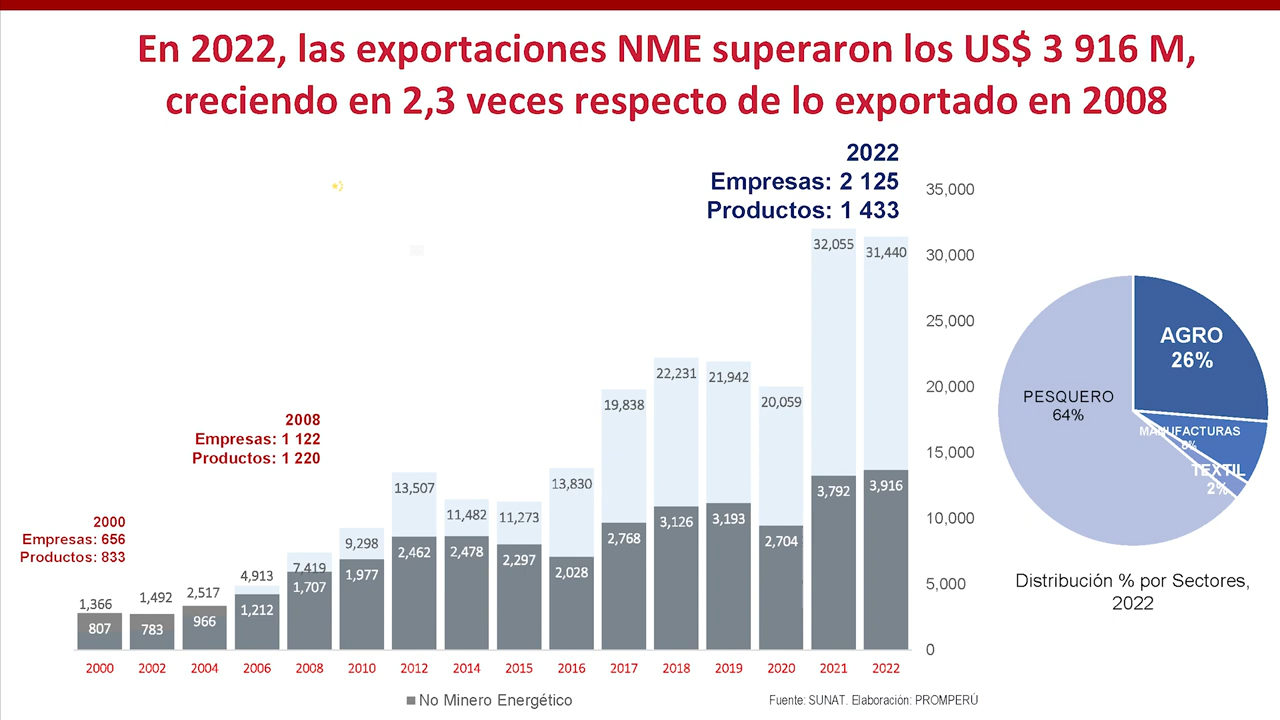 En 2022, las exportaciones NME superaron los US$ 3 916 M,
creciendo en 2,3 veces respecto de lo exportado en 2008
2022
Empresas: 2 125
Productos: 1 433
2008
Empresas: 1 122
Productos: 1 220
2000
Empresas: 656
Productos: 833
35,000
30,000
25,000
20,000
15,000
10,000
5,000
0
1,366
1,492
2,517
4,913
7,419
9,298
13,507
11,482
11,273
13,830
19,838
22,231
21,942
20,059
32,055
31,440
807
783
966
1,212
1,707
1,977
2,462
2,478
2,297
2,028
2,768
3,126
3,193
2,704
3,792
3,916
2000 2002 2004 2006 2008 2010 2012 2014 2015 2016 2017 2018 2019 2020 2021 2022
No Minero Energético
Fuente: SUNAT. Elaboración: PROMPERÚ
AGRO
26%
PESQUERO
64%
MANUFACTURAS
TEXTIL
2%
Distribución % por Sectores,
2022